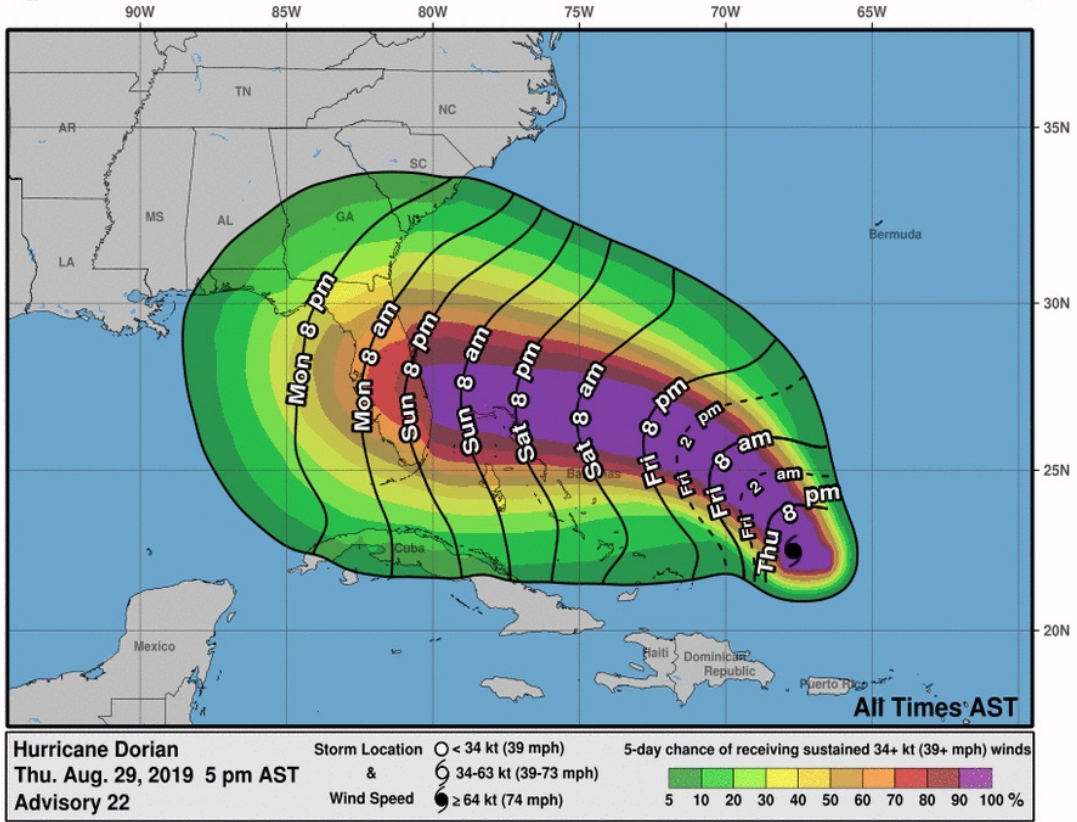 90W 85W 80W 75W 70W 65W
35N
30N
25N
20N
TN
NC
AR
SC
MS
AL
GA
LA
Bermuda
Mon 8 pm
Mon 8 am
Sun 8 pm
Sun 8 am
Sat 8 pm
Sat 8 am
Fri 8 pm
Fri 2 pm
Fri 8 am
Fri 2 am
Thu 8 pm
Bahamas
Cuba
Mexico
Haiti
Dominican
Republic
Puerto Rico
All Times AST
Hurricane Dorian
Thu. Aug. 29, 2019 5 pm AST
Advisory 22
Storm Location
&
Wind Speed
< 34 kt (39 mph)
34-63 kt (39-73 mph)
≥ 64 kt (74 mph)
5-day chance of receiving sustained 34+ kt (39+ mph) winds
5 10 20 30 40 50 60 70 80 90 100 %